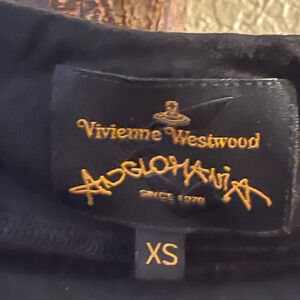 Vivienne Westwood
ANGLOMANIA
SINCE 1970
XS